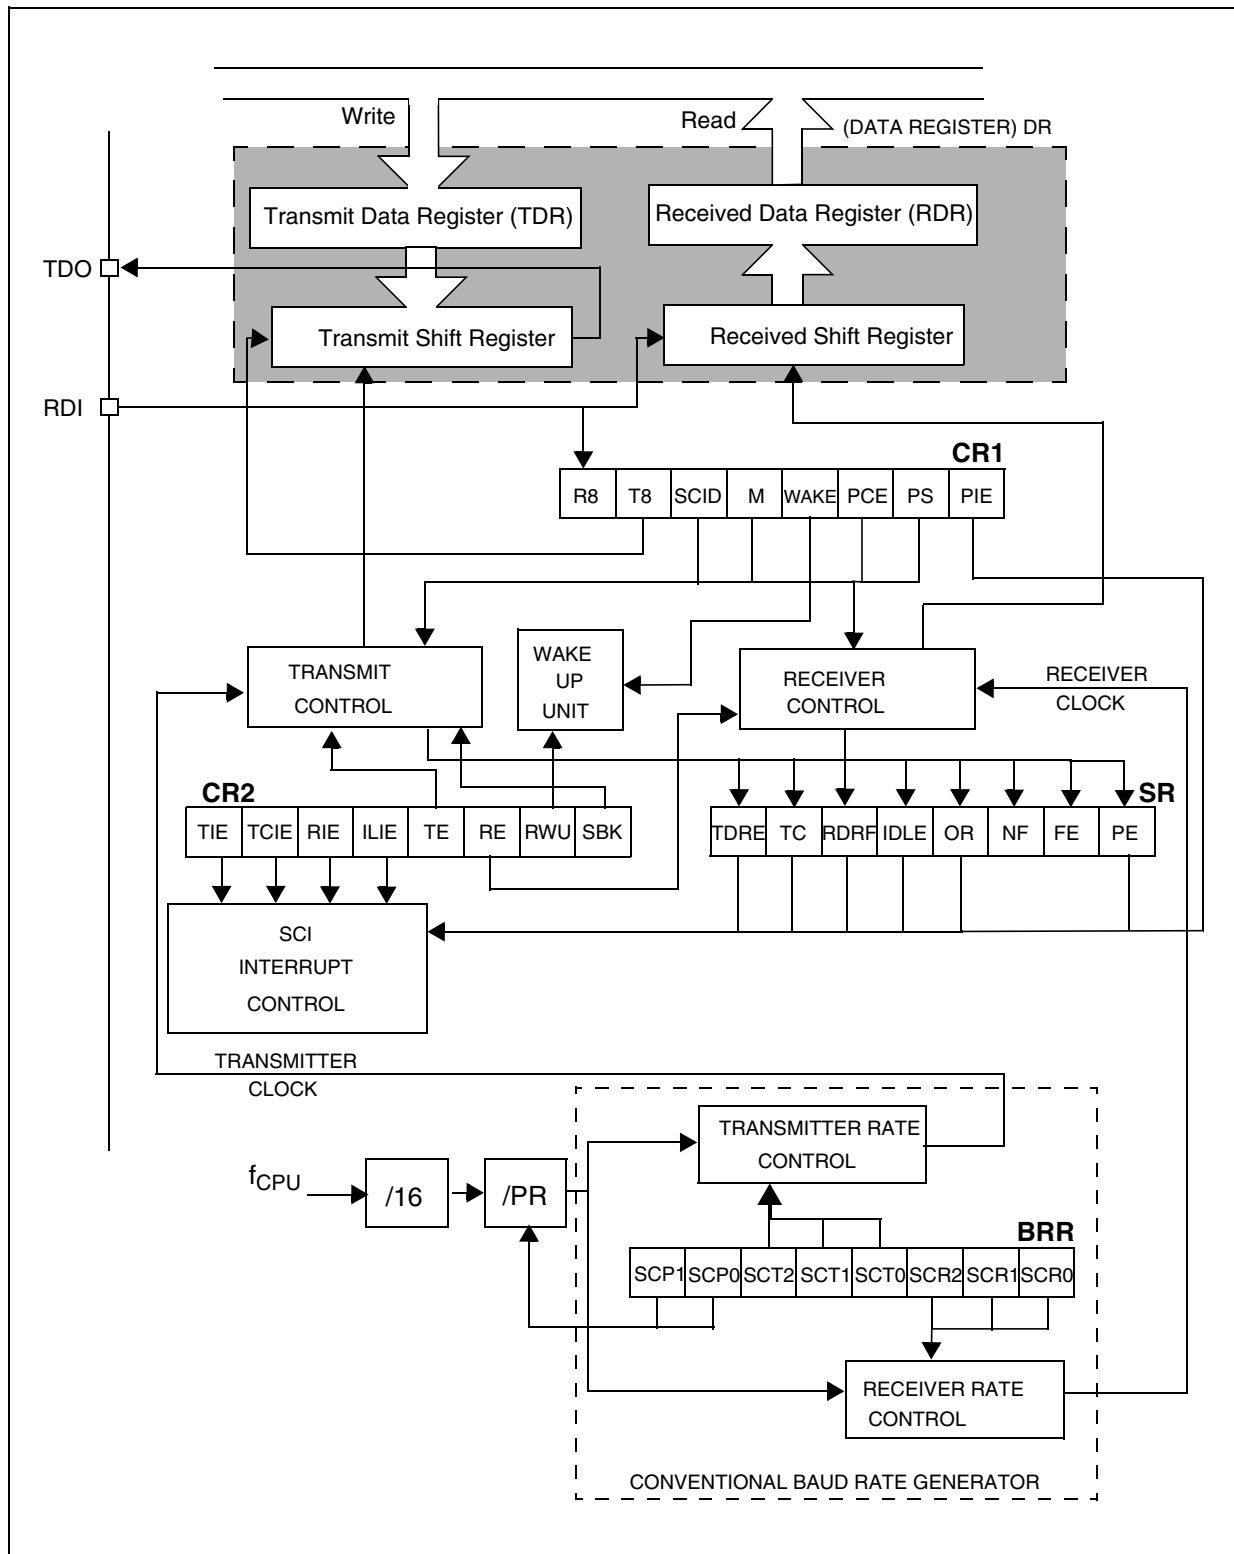 Write
Read
(DATA REGISTER) DR
Transmit Data Register (TDR)
Received Data Register (RDR)
TDO
Transmit Shift Register
Received Shift Register
RDI
CR1
R8 T8 SCID M WAKE PCE PS PIE
TRANSMIT
CONTROL
WAKE
UP
UNIT
RECEIVER
CONTROL
RECEIVER
CLOCK
CR2
TIE TCIE RIE ILIE TE RE RWU SBK
SR
TDRE TC RDRF IDLE OR NF FE PE
SCI
INTERRUPT
CONTROL
TRANSMITTER
CLOCK
TRANSMITTER RATE
CONTROL
fCPU
/16
/PR
BRR
SCP1 SCP0 SCT2 SCT1 SCT0 SCR2 SCR1 SCR0
RECEIVER RATE
CONTROL
CONVENTIONAL BAUD RATE GENERATOR